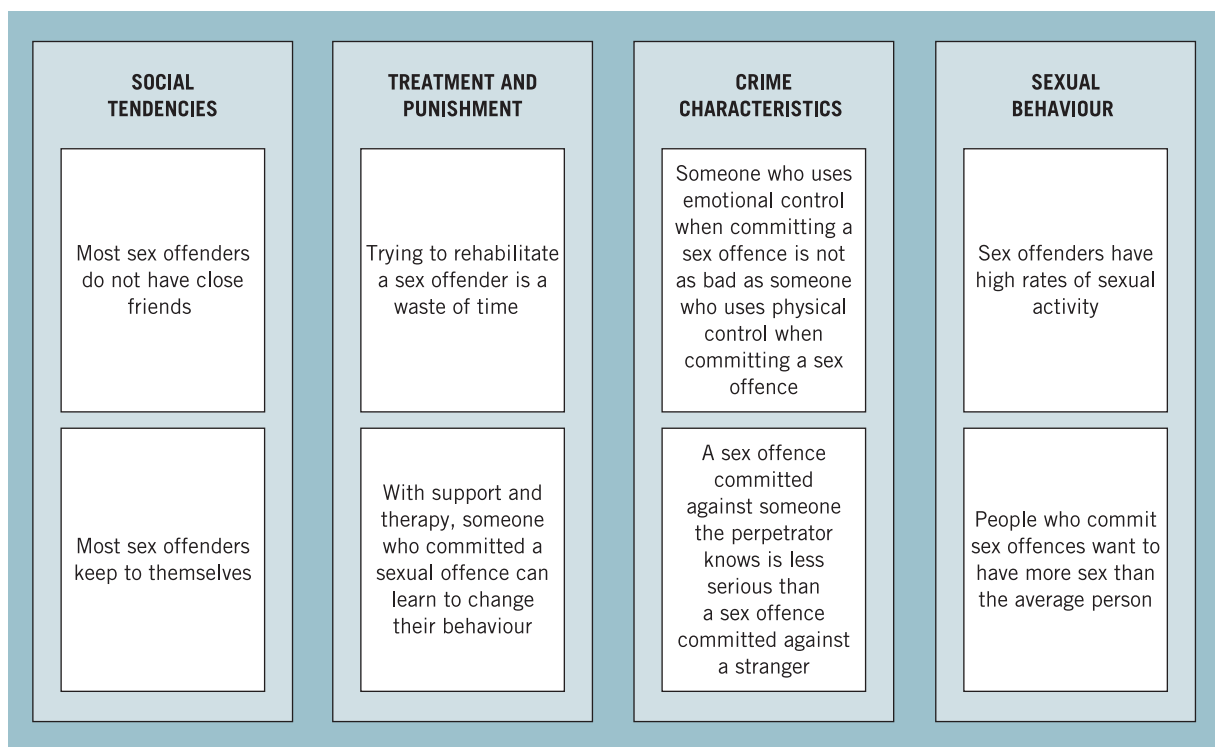 SOCIAL
TENDENCIES
Most sex offenders
do not have close
friends
Most sex offenders
keep to themselves
TREATMENT AND
PUNISHMENT
Trying to rehabilitate
a sex offender is a
waste of time
With support and
therapy, someone
who committed a
sexual offence can
learn to change
their behaviour
CRIME
CHARACTERISTICS
Someone who uses
emotional control
when committing a
sex offence is not
as bad as someone
who uses physical
control when
committing a sex
offence
A sex offence
committed
against someone
the perpetrator
knows is less
serious than
a sex offence
committed against
a stranger
SEXUAL
BEHAVIOUR
Sex offenders have
high rates of sexual
activity
People who commit
sex offences want to
have more sex than
the average person